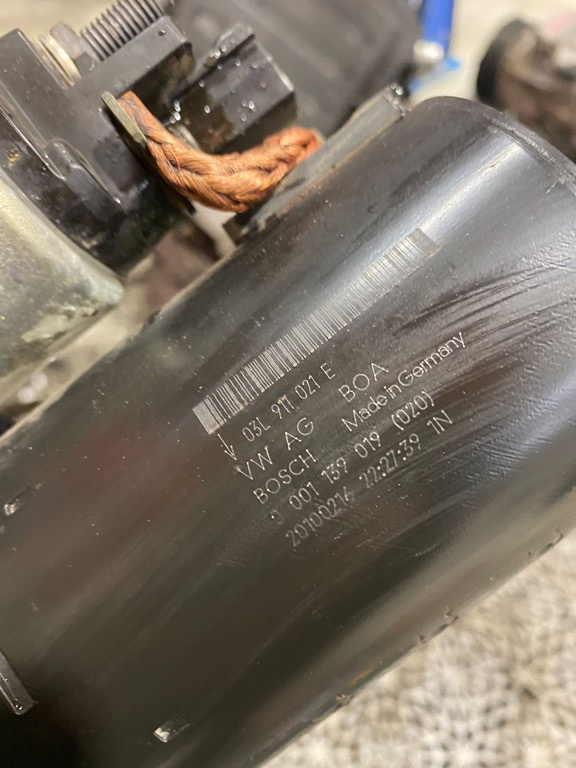 03L 911 021 E
VW AG BOA
BOSCH Made in Germany
0 001 139 019 (020)
20100216 22:27:39 1N